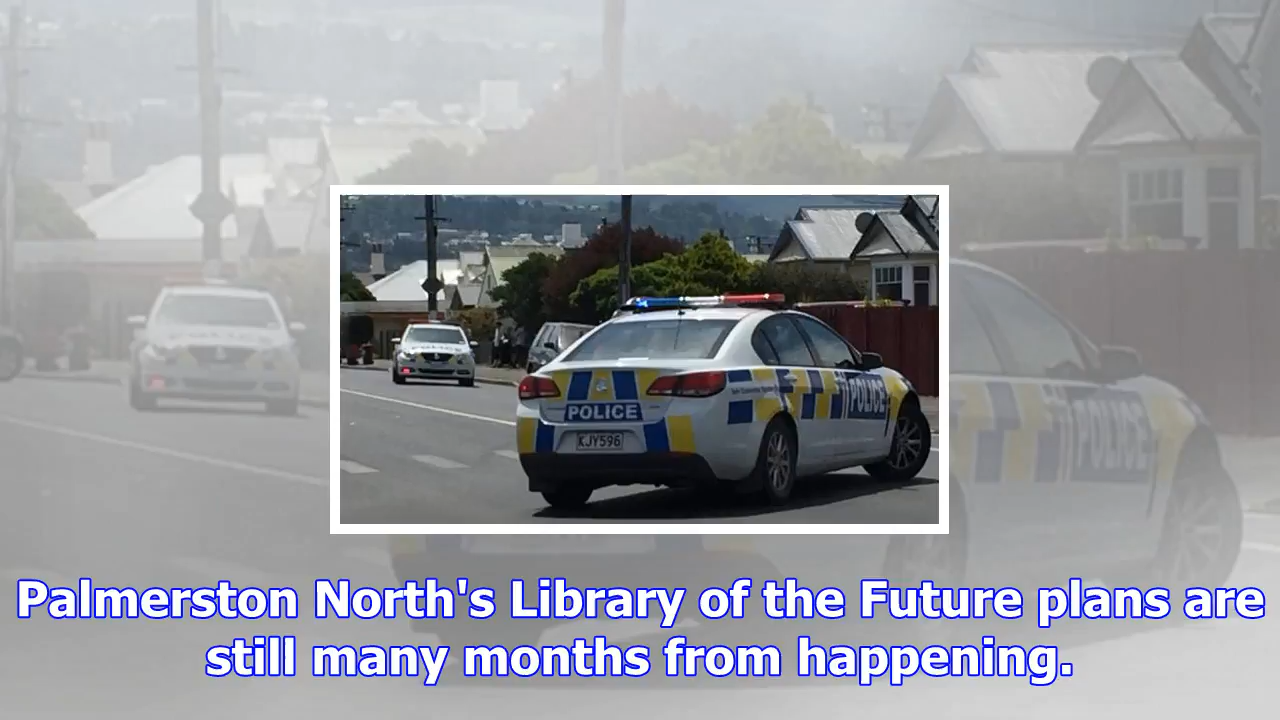 POLICE
KJY596
POLICE
POLICE
POLICE
Palmerston North's Library of the Future plans are
still many months from happening.